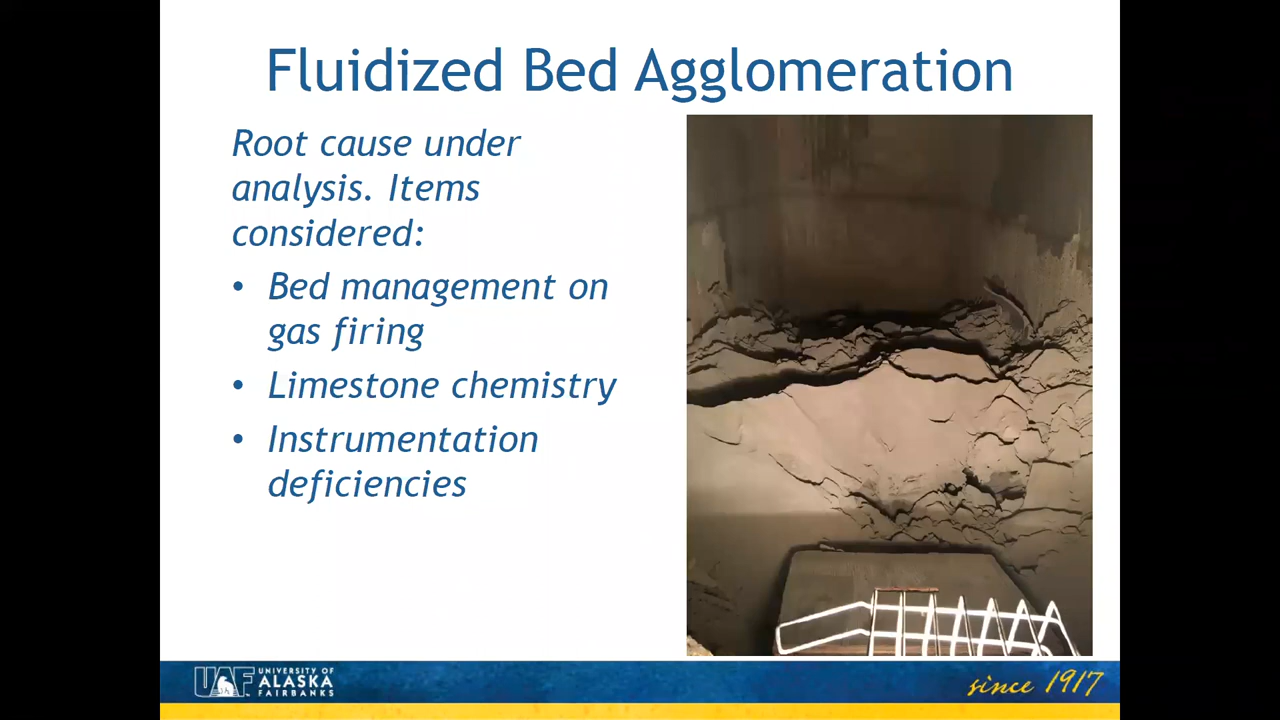 Fluidized Bed Agglomeration
Root cause under
analysis. Items
considered:
• Bed management on
gas firing
• Limestone chemistry
• Instrumentation
deficiencies
UAF
UNIVERSITY OF
ALASKA
FAIRBANKS
since 1917